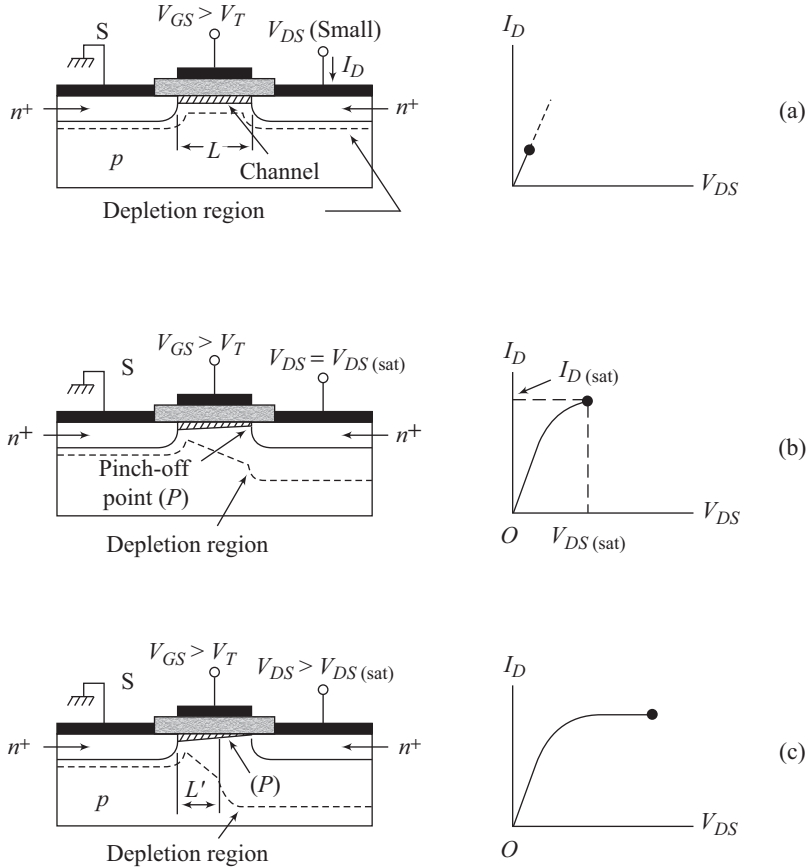 S
V_GS > V_T
V_DS (Small)
I_D
n+
n+
p
L
Channel
Depletion region
I_D
V_DS
(a)
S
V_GS > V_T
V_DS = V_DS (sat)
n+
n+
Pinch-off
point (P)
Depletion region
I_D
I_D (sat)
V_DS
O
V_DS (sat)
(b)
S
V_GS > V_T
V_DS > V_DS (sat)
n+
n+
p
L'
(P)
Depletion region
I_D
V_DS
O
(c)